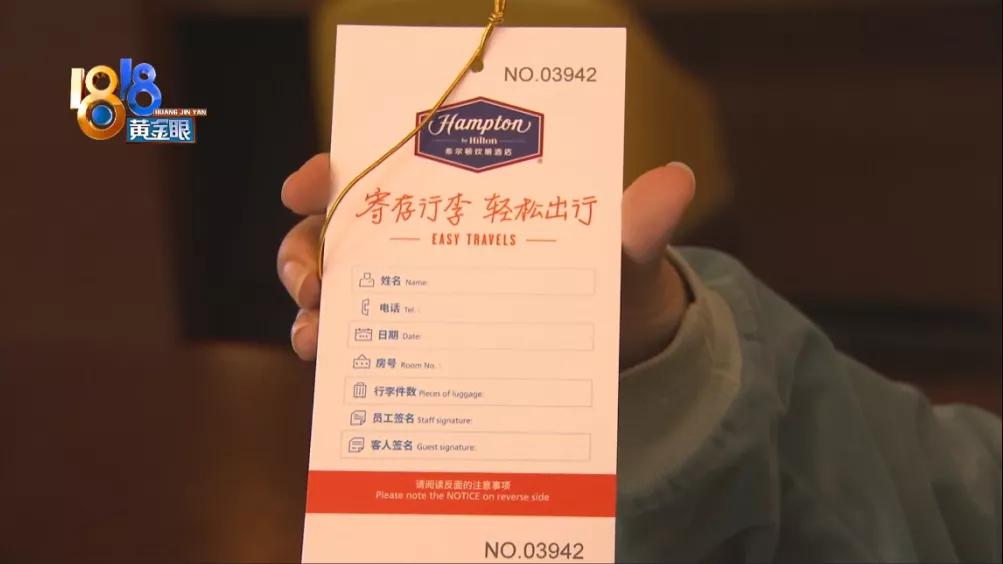 1818
HUANG JIN YAN
黄金眼
NO.03942
Hampton
by Hilton
希尔顿欢朋酒店
寄存行李 轻松出行
EASY TRAVELS
姓名 Name:
电话 Tel. :
日期 Date:
房号 Room No. :
行李件数 Pieces of luggage:
员工签名 Staff signature:
客人签名 Guest signature:
请阅读反面的注意事项
Please note the NOTICE on reverse side
NO.03942